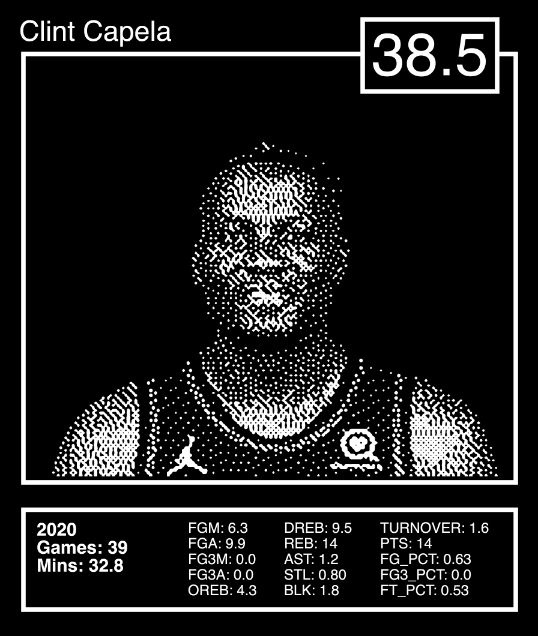 Clint Capela
38.5
2020
Games: 39
Mins: 32.8
FGM: 6.3
FGA: 9.9
FG3M: 0.0
FG3A: 0.0
OREB: 4.3
DREB: 9.5
REB: 14
AST: 1.2
STL: 0.80
BLK: 1.8
TURNOVER: 1.6
PTS: 14
FG_PCT: 0.63
FG3_PCT: 0.0
FT_PCT: 0.53